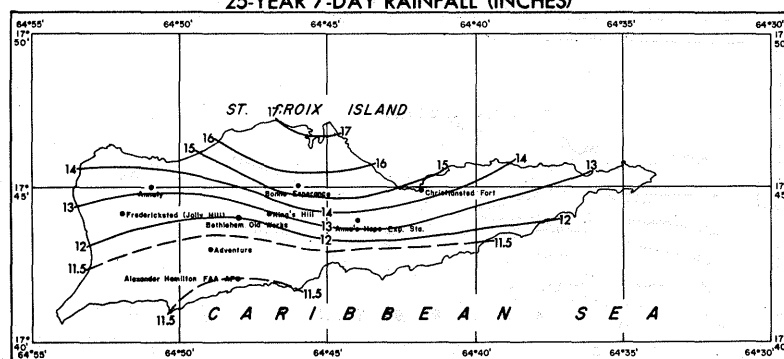 25-YEAR 7-DAY RAINFALL (INCHES)
64°55' 64°50' 64°45' 64°40' 64°35' 64°30'
17° 50' 17° 50'
ST. CROIX ISLAND
17 17
16 16
15 15 14
14 13
Annaly Bonne Esperance Christiansted Fort
17° 45' 17° 45'
14
13 Fredericksted (Jolly Hill) King's Hill 13 Anna's Hope Exp. Sta.
12 Bethlehem Old Works 12 12
Adventure 11.5
11.5
Alexander Hamilton FAA APO
11.5 11.5
CARIBBEAN SEA
17° 40' 17° 40'
64°55' 64°50' 64°45' 64°40' 64°35' 64°30'